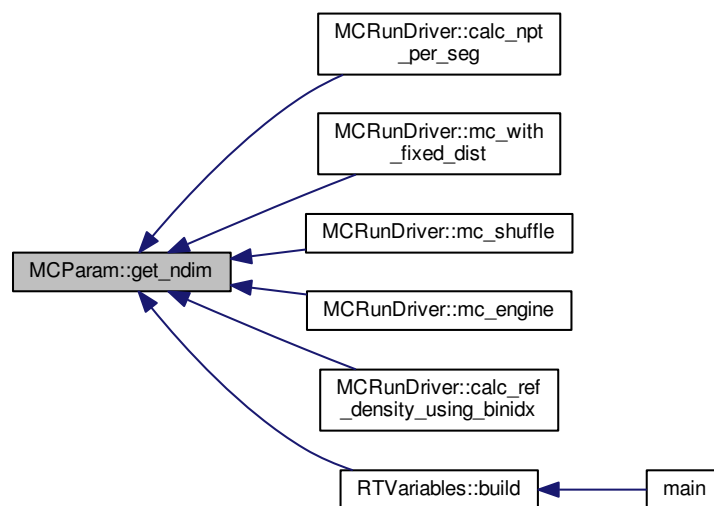 MCRunDriver::calc_npt
_per_seg
MCRunDriver::mc_with
_fixed_dist
MCRunDriver::mc_shuffle
MCParam::get_ndim
MCRunDriver::mc_engine
MCRunDriver::calc_ref
_density_using_binidx
RTVariables::build
main